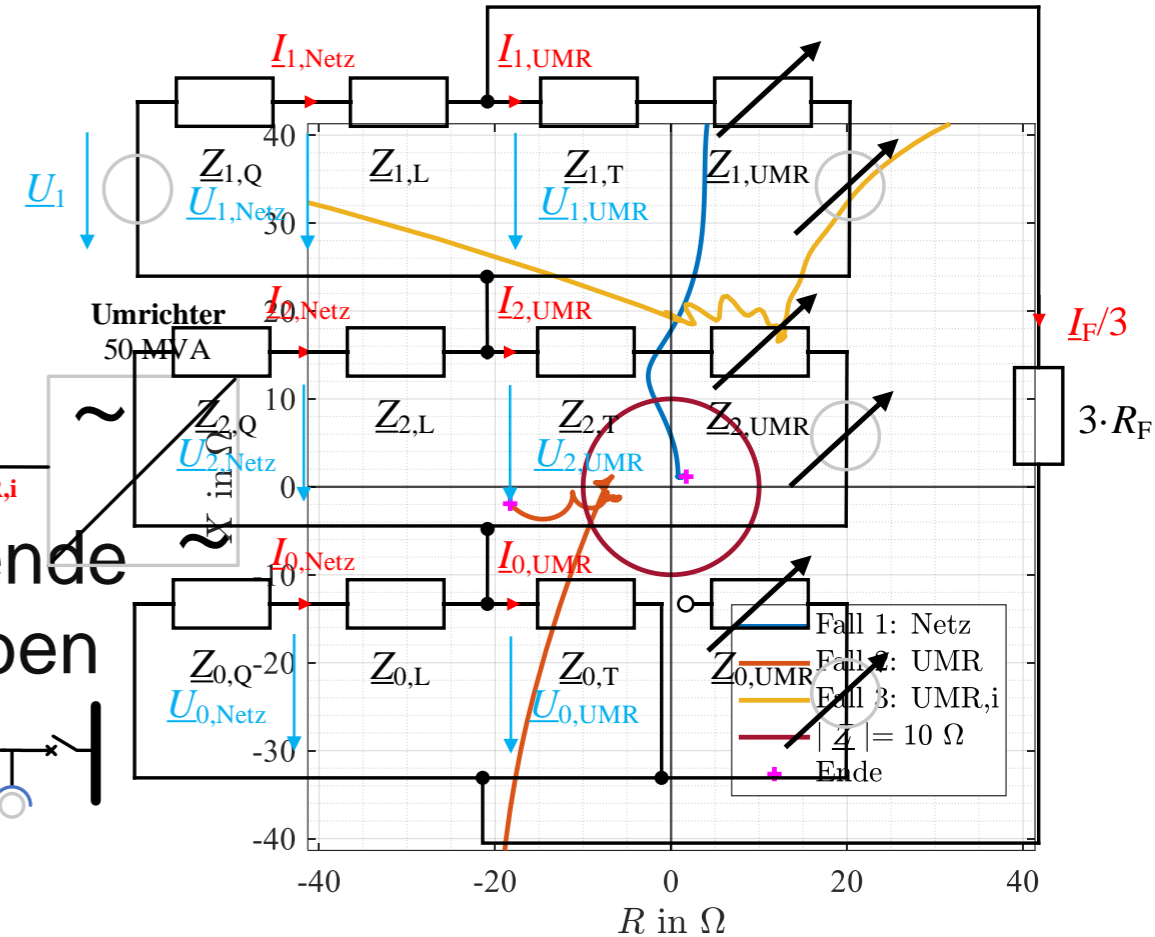 I1,Netz
I1,UMR
40
Z1,Q
Z1,L
Z1,T
Z1,UMR
U1
U1,Netz
U1,UMR
30
I2,Netz
I2,UMR
20
Umrichter
50 MVA
IF/3
~
10
Z2,Q
Z2,L
Z2,T
Z2,UMR
3·RF
U2,Netz
U2,UMR
X in Ω
0
R,i
~
ende
I0,Netz
I0,UMR
-10
Fall 1: Netz
ben
-20
Z0,Q
Z0,L
Z0,T
Z0,UMR
Fall 2: UMR
U0,Netz
U0,UMR
Fall 3: UMR,i
-30
| Z |= 10 Ω
Ende
-40
-40
-20
0
20
40
R in Ω